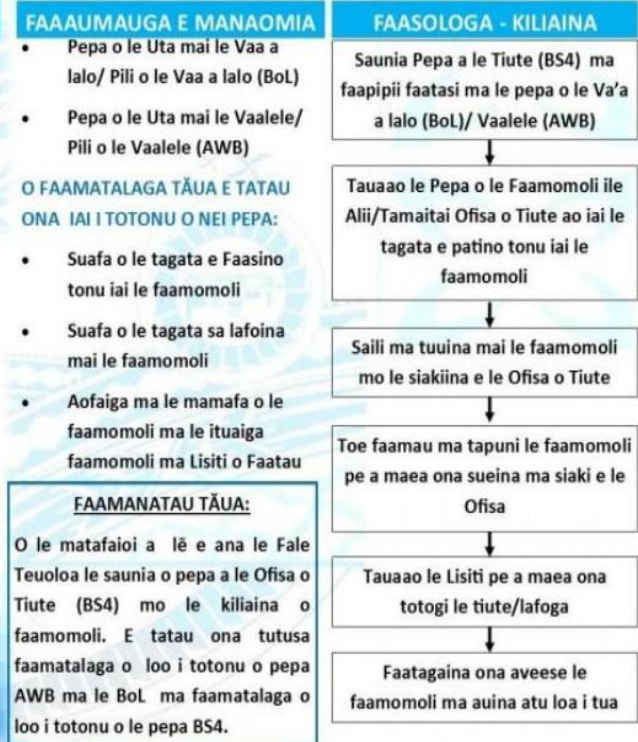 FAAAUMAUGA E MANAOMIA
• Pepa o le Uta mai le Vaa a
lalo/ Pili o le Vaa a lalo (BoL)
• Pepa o le Uta mai le Vaalele/
Pili o le Vaalele (AWB)
O FAAMATALAGA TĂUA E TATAU
ONA IAI I TOTONU O NEI PEPA:
• Suafa o le tagata e Faasino
tonu iai le faamomoli
• Suafa o le tagata sa lafoina
mai le faamomoli
• Aofaiga ma le mamafa o le
faamomoli ma le ituaiga
faamomoli ma Lisiti o Faatau
FAAMANATAU TĂUA:
O le matafaioi a lē e ana le Fale
Teuoloa le saunia o pepa a le Ofisa o
Tiute (BS4) mo le kiliaina o
faamomoli. E tatau ona tutusa
faamatalaga o loo i totonu o pepa
AWB ma le BoL ma faamatalaga o
loo i totonu o le pepa BS4.
FAASOLOGA - KILIAINA
Saunia Pepa a le Tiute (BS4) ma
faapipii faatasi ma le pepa o le Va'a
a lalo (BoL)/ Vaalele (AWB)
Tauaao le Pepa o le Faamomoli ile
Alii/Tamaitai Ofisa o Tiute ao iai le
tagata e patino tonu iai le
faamomoli
Saili ma tuuina mai le faamomoli
mo le siakiina e le Ofisa o Tiute
Toe faamau ma tapuni le faamomoli
pe a maea ona sueina ma siaki e le
Ofisa
Tauaao le Lisiti pe a maea ona
totogi le tiute/lafoga
Faatagaina ona aveese le
faamomoli ma auina atu loa i tua